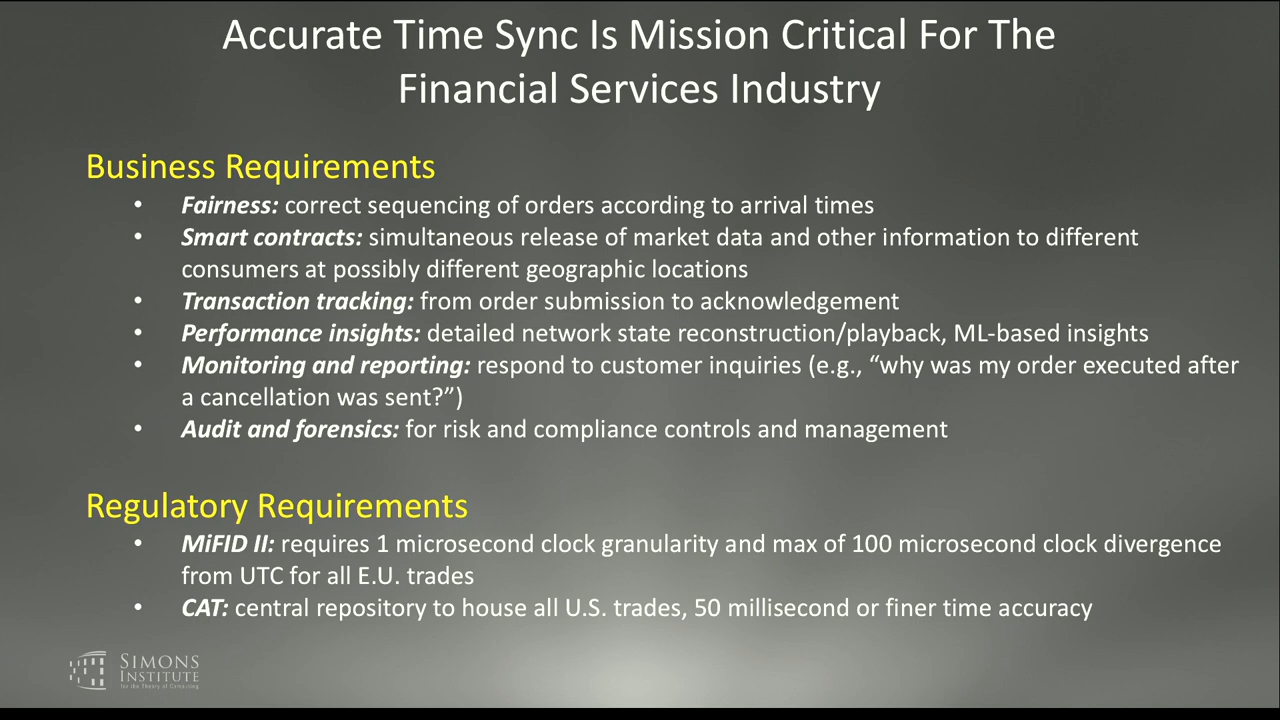 Accurate Time Sync Is Mission Critical For The
Financial Services Industry
Business Requirements
• Fairness: correct sequencing of orders according to arrival times
• Smart contracts: simultaneous release of market data and other information to different
consumers at possibly different geographic locations
• Transaction tracking: from order submission to acknowledgement
• Performance insights: detailed network state reconstruction/playback, ML-based insights
• Monitoring and reporting: respond to customer inquiries (e.g., “why was my order executed after
a cancellation was sent?”)
• Audit and forensics: for risk and compliance controls and management
Regulatory Requirements
• MiFID II: requires 1 microsecond clock granularity and max of 100 microsecond clock divergence
from UTC for all E.U. trades
• CAT: central repository to house all U.S. trades, 50 millisecond or finer time accuracy
SIMONS
INSTITUTE
for the Theory of Computing